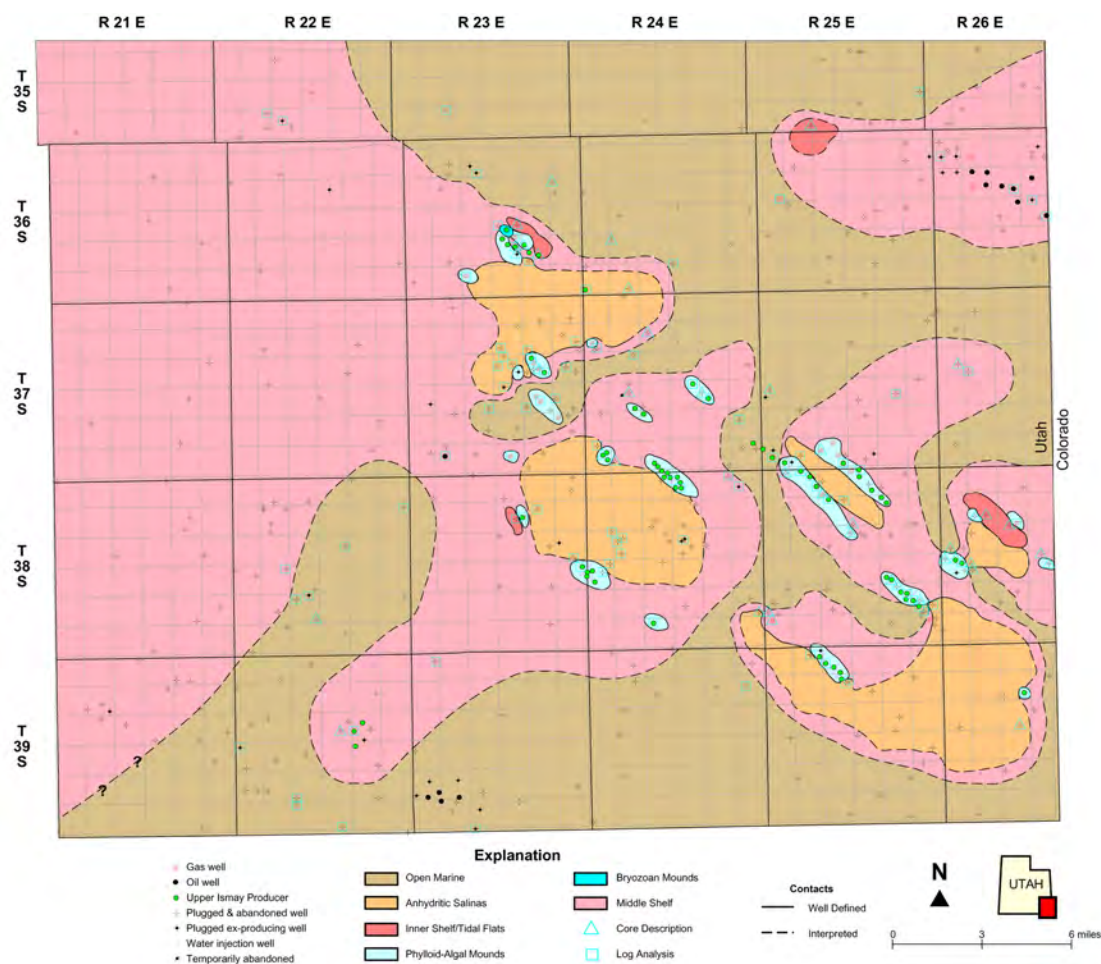 R 21 E R 22 E R 23 E R 24 E R 25 E R 26 E
T
35
S
T
36
S
T
37
S
Utah
Colorado
T
38
S
T
39
S
?
?
Explanation
Gas well
Oil well
Upper Ismay Producer
Plugged & abandoned well
Plugged ex-producing well
Water injection well
Temporarily abandoned
Open Marine
Anhydritic Salinas
Inner Shelf/Tidal Flats
Phylloid-Algal Mounds
Bryozoan Mounds
Middle Shelf
Core Description
Log Analysis
Contacts
Well Defined
Interpreted
N
UTAH
0 3 6 miles